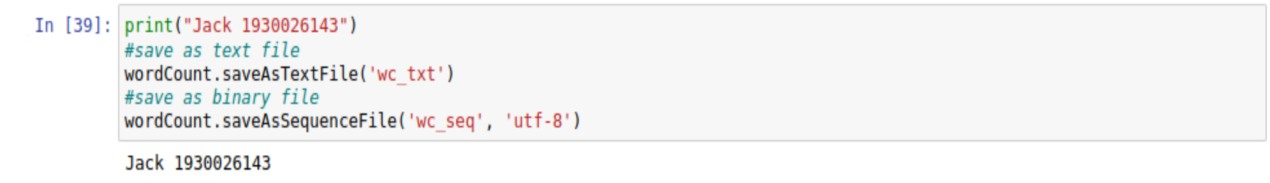 In [39]: print("Jack 1930026143")
#save as text file
wordCount.saveAsTextFile('wc_txt')
#save as binary file
wordCount.saveAsSequenceFile('wc_seq', 'utf-8')
Jack 1930026143